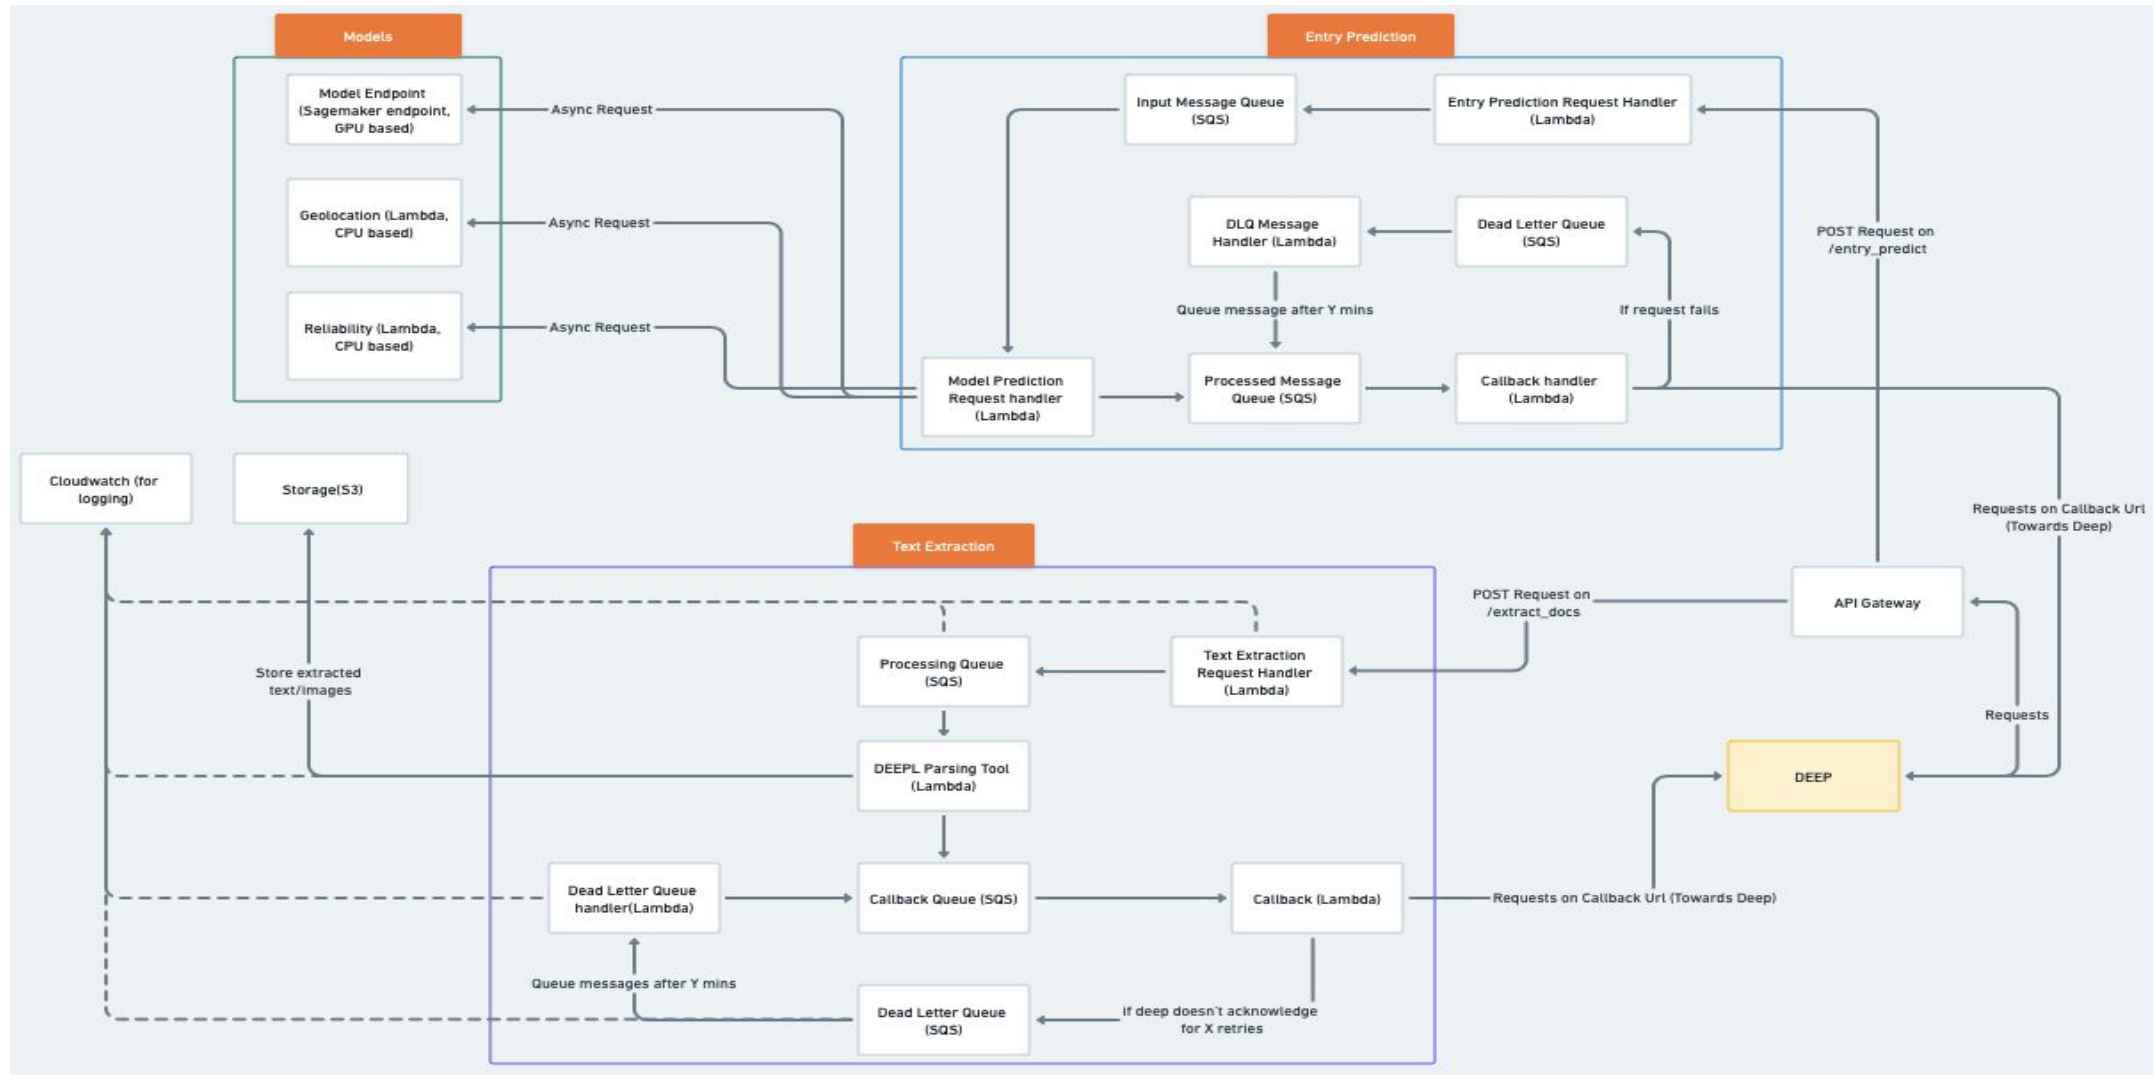 Models
Entry Prediction
Model Endpoint
(Sagemaker endpoint,
GPU based)
Async Request
Input Message Queue
(SQS)
Entry Prediction Request Handler
(Lambda)
Geolocation (Lambda,
CPU based)
Async Request
DLQ Message
Handler (Lambda)
Dead Letter Queue
(SQS)
POST Request on
/entry_predict
Queue message after Y mins
If request fails
Reliability (Lambda,
CPU based)
Async Request
Model Prediction
Request handler
(Lambda)
Processed Message
Queue (SQS)
Callback handler
(Lambda)
Cloudwatch (for
logging)
Storage(S3)
Requests on Callback Url
(Towards Deep)
Text Extraction
POST Request on
/extract_docs
API Gateway
Store extracted
text/images
Processing Queue
(SQS)
Text Extraction
Request Handler
(Lambda)
Requests
DEEPL Parsing Tool
(Lambda)
DEEP
Dead Letter Queue
handler(Lambda)
Callback Queue (SQS)
Callback (Lambda)
Requests on Callback Url (Towards Deep)
Queue messages after Y mins
Dead Letter Queue
(SQS)
if deep doesn't acknowledge
for X retries